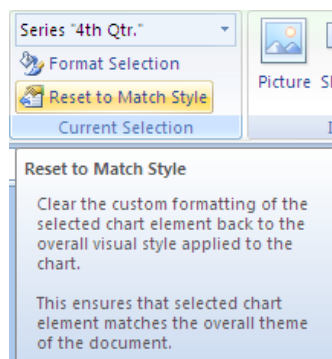 Series "4th Qtr."
Format Selection
Reset to Match Style
Picture
Current Selection
Reset to Match Style
Clear the custom formatting of the
selected chart element back to the
overall visual style applied to the
chart.
This ensures that selected chart
element matches the overall theme
of the document.